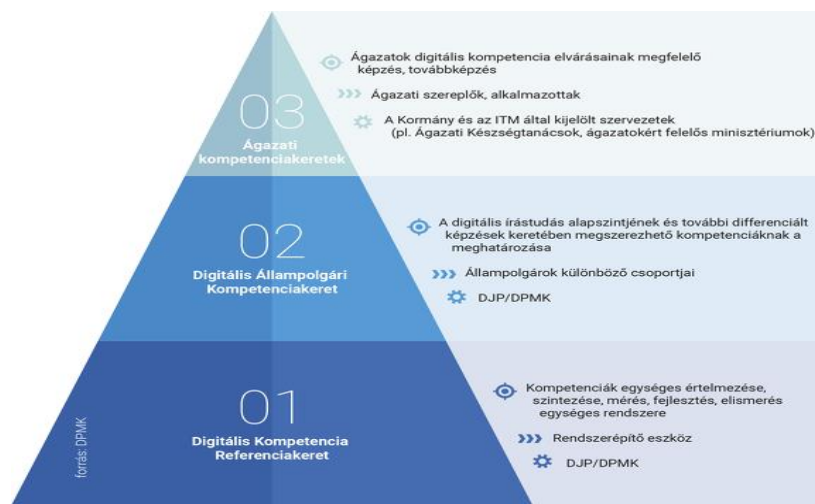 03
Ágazati
kompetenciakeretek
Ágazatok digitális kompetencia elvárásainak megfelelő
képzés, továbbképzés
Ágazati szereplők, alkalmazottak
A Kormány és az ITM által kijelölt szervezetek
(pl. Ágazati Készségtanácsok, ágazatokért felelős minisztériumok)
02
Digitális Állampolgári
Kompetenciakeret
A digitális írástudás alapszintjének és további differenciált
képzések keretében megszerezhető kompetenciáknak a
meghatározása
Állampolgárok különböző csoportjai
DJP/DPMK
01
Digitális Kompetencia
Referenciakeret
Kompetenciák egységes értelmezése,
szintezése, mérés, fejlesztés, elismerés
egységes rendszere
Rendszerépítő eszköz
DJP/DPMK
forrás: DPMK